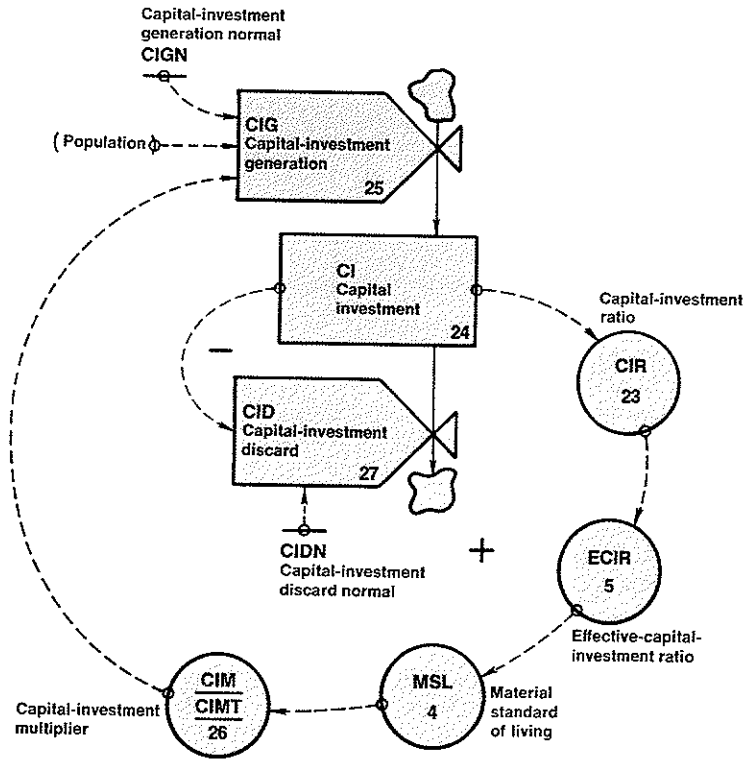 Capital-investment
generation normal
CIGN
(Population)
CIG
Capital-investment
generation
25
CI
Capital
investment
24
Capital-investment
ratio
CIR
23
−
CID
Capital-investment
discard
27
CIDN
Capital-investment
discard normal
+
ECIR
5
Effective-capital-
investment ratio
MSL
4
Material
standard
of living
CIM
CIMT
26
Capital-investment
multiplier